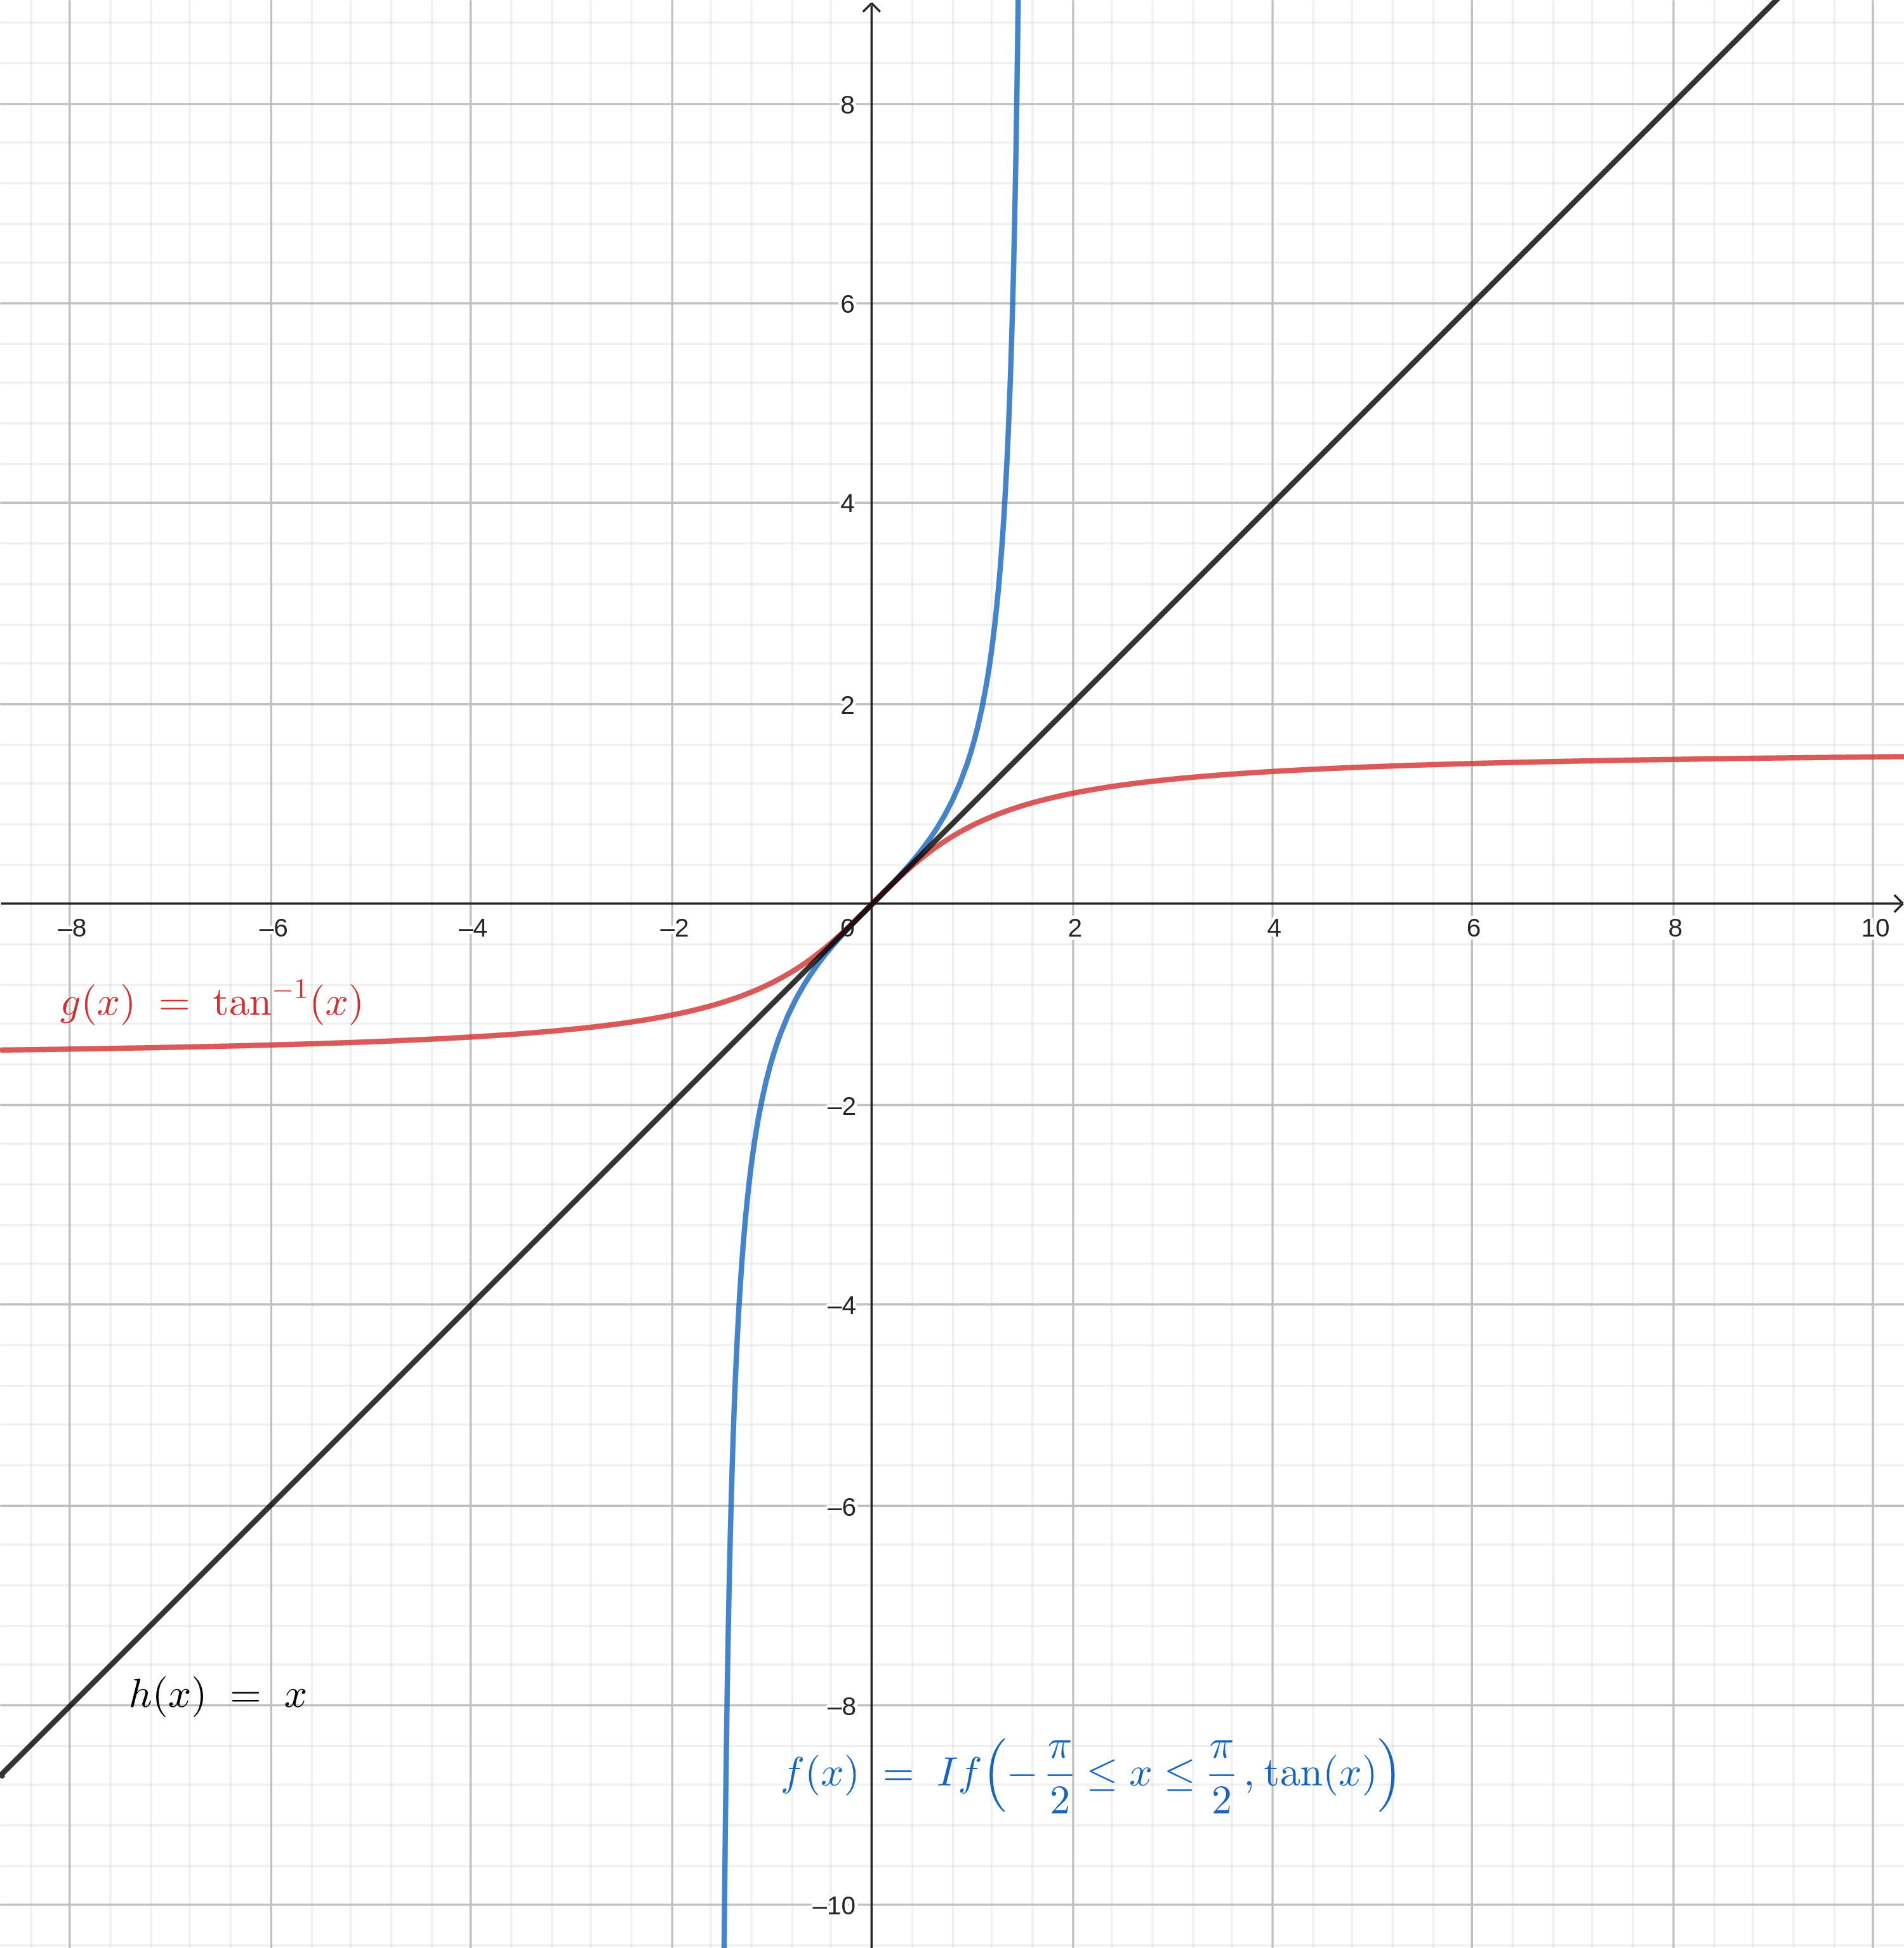 8
6
4
2
–8 –6 –4 –2 0 2 4 6 8 10
g(x) = tan⁻¹(x)
–2
–4
–6
h(x) = x
–8
f(x) = If(−π/2 ≤ x ≤ π/2, tan(x))
–10